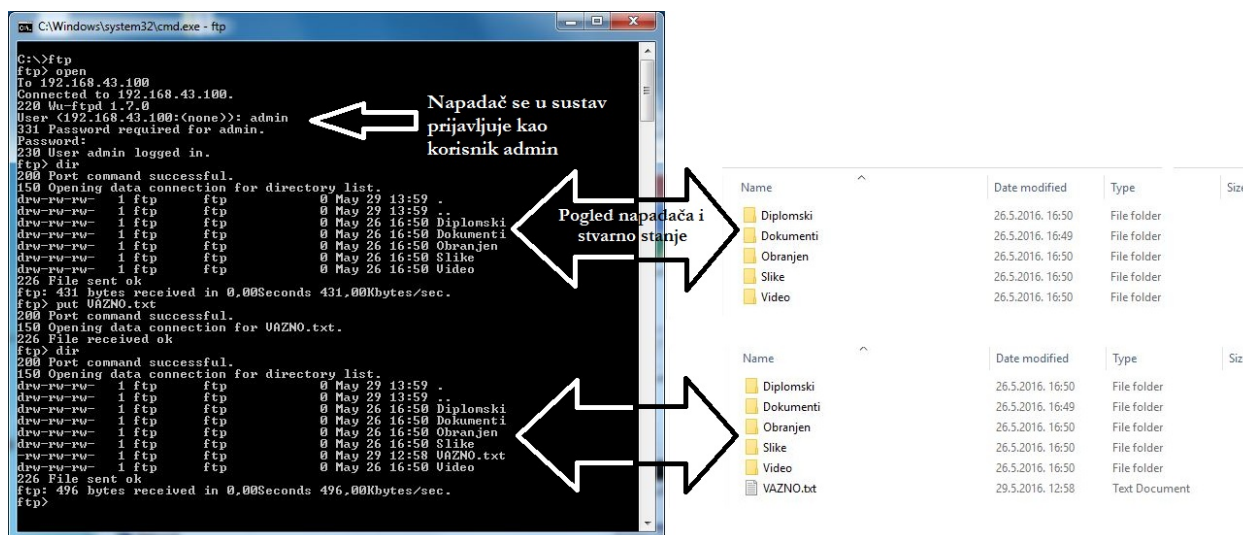 C:\Windows\system32\cmd.exe - ftp
C:\>ftp
ftp> open
To 192.168.43.100
Connected to 192.168.43.100.
220 Wu-ftpd 1.7.0
User (192.168.43.100:(none)): admin
331 Password required for admin.
Password:
230 User admin logged in.
ftp> dir
200 Port command successful.
150 Opening data connection for directory list.
drw-rw-rw-   1 ftp      ftp            0 May 29 13:59 .
drw-rw-rw-   1 ftp      ftp            0 May 29 13:59 ..
drw-rw-rw-   1 ftp      ftp            0 May 26 16:50 Diplomski
drw-rw-rw-   1 ftp      ftp            0 May 26 16:50 Dokumenti
drw-rw-rw-   1 ftp      ftp            0 May 26 16:50 Obranjen
drw-rw-rw-   1 ftp      ftp            0 May 26 16:50 Slike
drw-rw-rw-   1 ftp      ftp            0 May 26 16:50 Video
226 File sent ok
ftp: 431 bytes received in 0,00Seconds 431,00Kbytes/sec.
ftp> put VAZNO.txt
200 Port command successful.
150 Opening data connection for VAZNO.txt.
226 File received ok
ftp> dir
200 Port command successful.
150 Opening data connection for directory list.
drw-rw-rw-   1 ftp      ftp            0 May 29 13:59 .
drw-rw-rw-   1 ftp      ftp            0 May 29 13:59 ..
drw-rw-rw-   1 ftp      ftp            0 May 26 16:50 Diplomski
drw-rw-rw-   1 ftp      ftp            0 May 26 16:50 Dokumenti
drw-rw-rw-   1 ftp      ftp            0 May 26 16:50 Obranjen
drw-rw-rw-   1 ftp      ftp            0 May 26 16:50 Slike
-rw-rw-rw-   1 ftp      ftp            0 May 29 12:58 VAZNO.txt
drw-rw-rw-   1 ftp      ftp            0 May 26 16:50 Video
226 File sent ok
ftp: 496 bytes received in 0,00Seconds 496,00Kbytes/sec.
ftp>
Napadač se u sustav
prijavljuje kao
korisnik admin
Pogled napadača i
stvarno stanje
Name Date modified Type Size
Diplomski 26.5.2016. 16:50 File folder
Dokumenti 26.5.2016. 16:49 File folder
Obranjen 26.5.2016. 16:50 File folder
Slike 26.5.2016. 16:50 File folder
Video 26.5.2016. 16:50 File folder
Name Date modified Type Siz
Diplomski 26.5.2016. 16:50 File folder
Dokumenti 26.5.2016. 16:49 File folder
Obranjen 26.5.2016. 16:50 File folder
Slike 26.5.2016. 16:50 File folder
Video 26.5.2016. 16:50 File folder
VAZNO.txt 29.5.2016. 12:58 Text Document